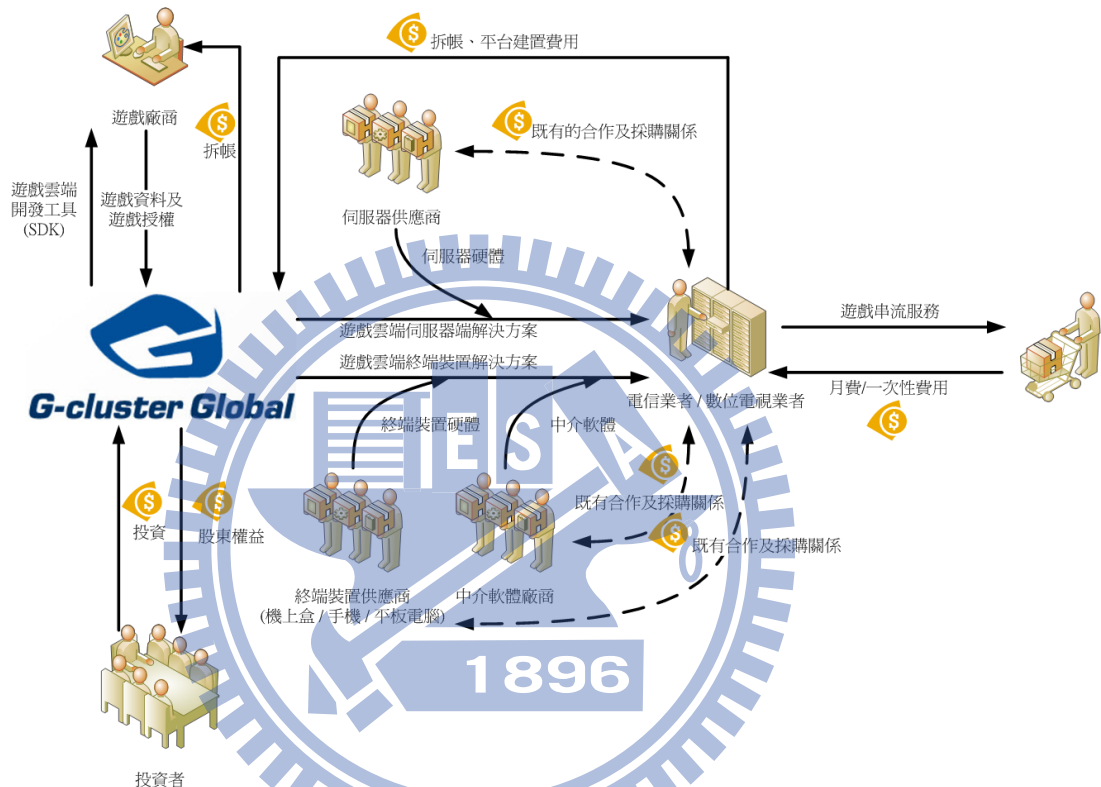 拆帳、平台建置費用
遊戲廠商
拆帳
既有的合作及採購關係
遊戲雲端
開發工具
(SDK)
遊戲資料及
遊戲授權
伺服器供應商
伺服器硬體
G-cluster Global
遊戲雲端伺服器端解決方案
遊戲雲端終端裝置解決方案
遊戲串流服務
電信業者 / 數位電視業者
月費/一次性費用
終端裝置硬體
中介軟體
E S A
既有合作及採購關係
既有合作及採購關係
投資
股東權益
終端裝置供應商
(機上盒 / 手機 / 平板電腦)
中介軟體廠商
1896
投資者